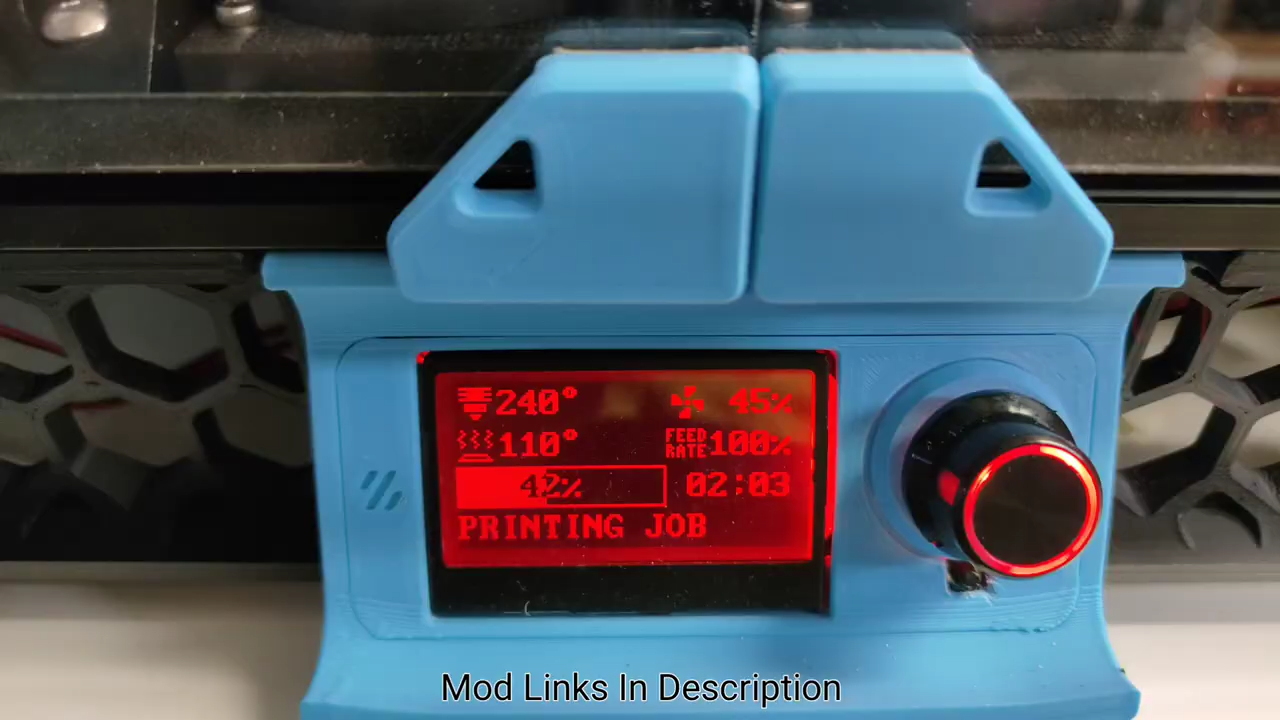 240° 45%
110° FEED RATE 100%
42% 02:03
PRINTING JOB
Mod Links In Description